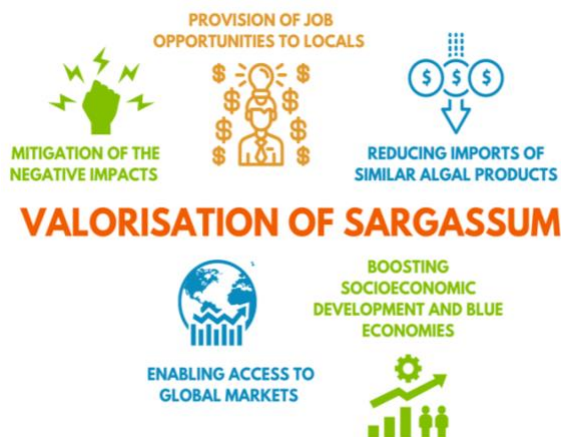 PROVISION OF JOB
OPPORTUNITIES TO LOCALS
MITIGATION OF THE
NEGATIVE IMPACTS
REDUCING IMPORTS OF
SIMILAR ALGAL PRODUCTS
VALORISATION OF SARGASSUM
ENABLING ACCESS TO
GLOBAL MARKETS
BOOSTING
SOCIOECONOMIC
DEVELOPMENT AND BLUE
ECONOMIES